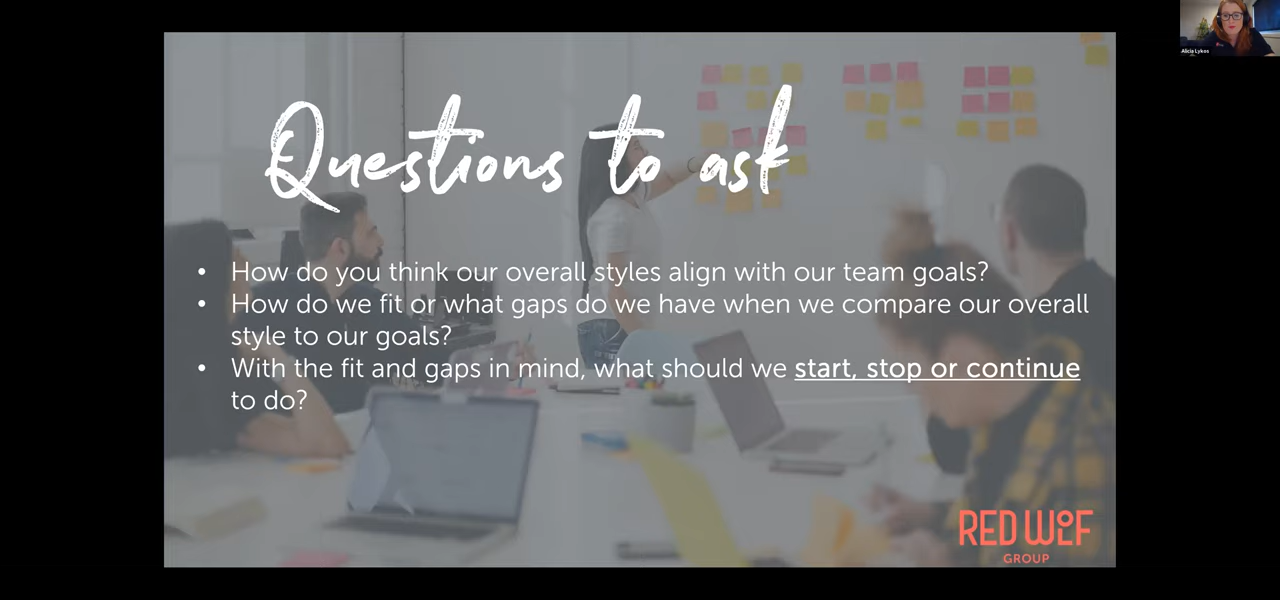 Alicia Lykos
Questions to ask
• How do you think our overall styles align with our team goals?
• How do we fit or what gaps do we have when we compare our overall
style to our goals?
• With the fit and gaps in mind, what should we start, stop or continue
to do?
RED WOLF
GROUP